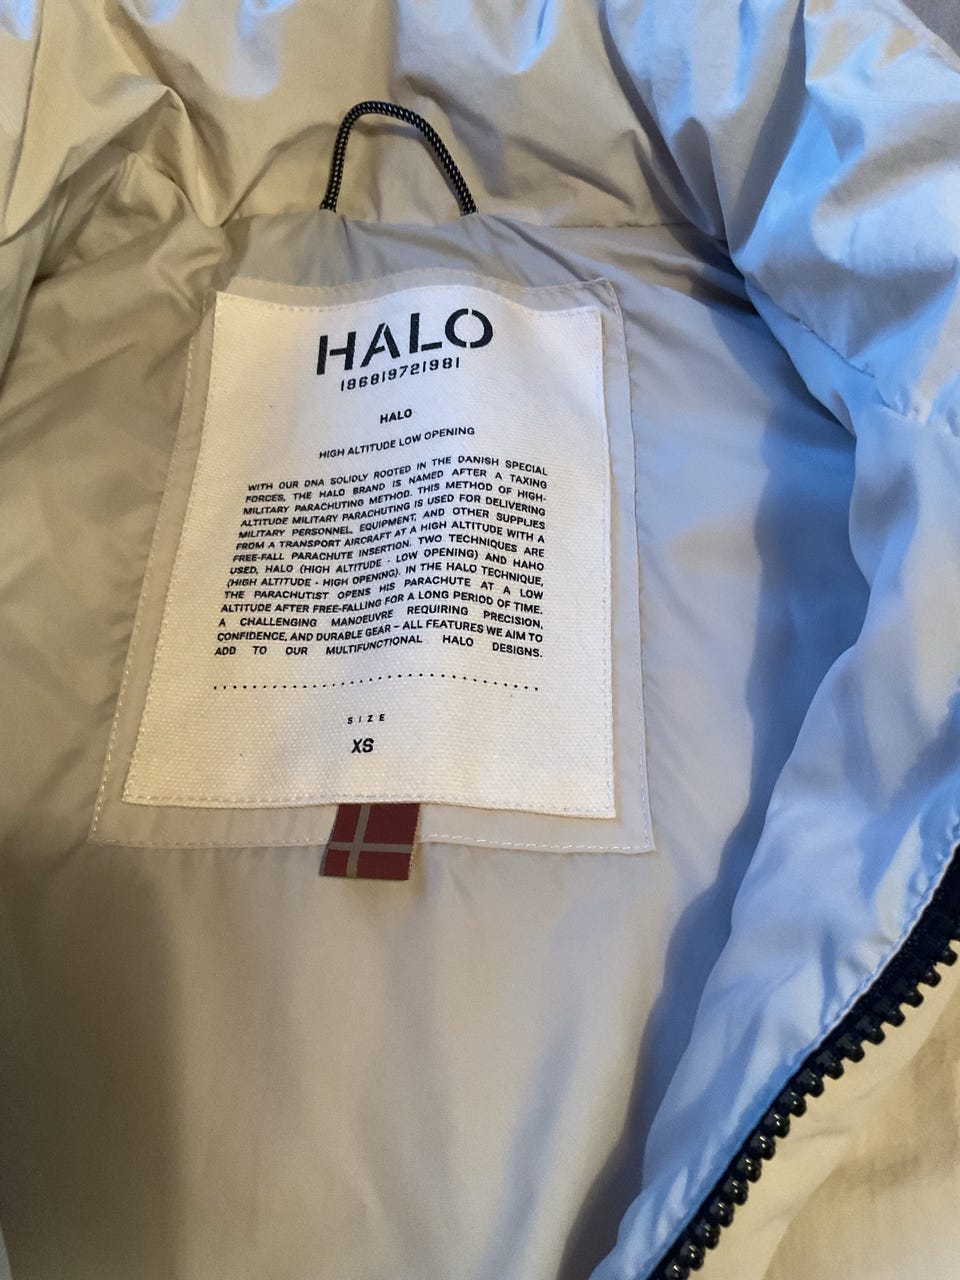 HALO
196819721981
HALO
HIGH ALTITUDE LOW OPENING
WITH OUR DNA SOLIDLY ROOTED IN THE DANISH SPECIAL
FORCES, THE HALO BRAND IS NAMED AFTER A TAXING
MILITARY PARACHUTING METHOD. THIS METHOD OF HIGH-
ALTITUDE MILITARY PARACHUTING IS USED FOR DELIVERING
MILITARY PERSONNEL, EQUIPMENT, AND OTHER SUPPLIES
FROM A TRANSPORT AIRCRAFT AT A HIGH ALTITUDE WITH A
FREE-FALL PARACHUTE INSERTION. TWO TECHNIQUES ARE
USED, HALO (HIGH ALTITUDE - LOW OPENING) AND HAHO
(HIGH ALTITUDE - HIGH OPENING). IN THE HALO TECHNIQUE,
THE PARACHUTIST OPENS HIS PARACHUTE AT A LOW
ALTITUDE AFTER FREE-FALLING FOR A LONG PERIOD OF TIME.
A CHALLENGING MANOEUVRE REQUIRING PRECISION,
CONFIDENCE, AND DURABLE GEAR – ALL FEATURES WE AIM TO
ADD TO OUR MULTIFUNCTIONAL HALO DESIGNS.
SIZE
XS